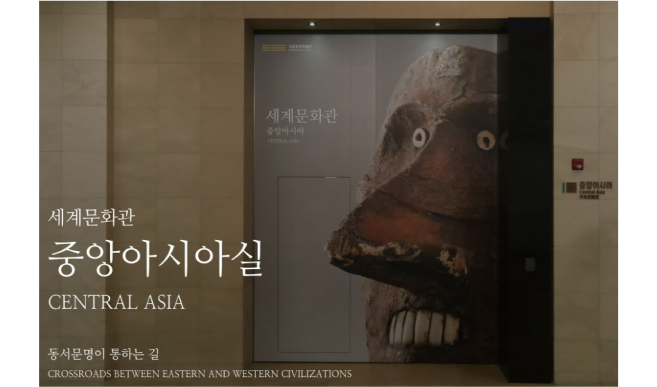 세계문화관
중앙아시아
CENTRAL ASIA
중앙아시아
Central Asia
세계문화관
중앙아시아실
CENTRAL ASIA
동서문명이 통하는 길
CROSSROADS BETWEEN EASTERN AND WESTERN CIVILIZATIONS